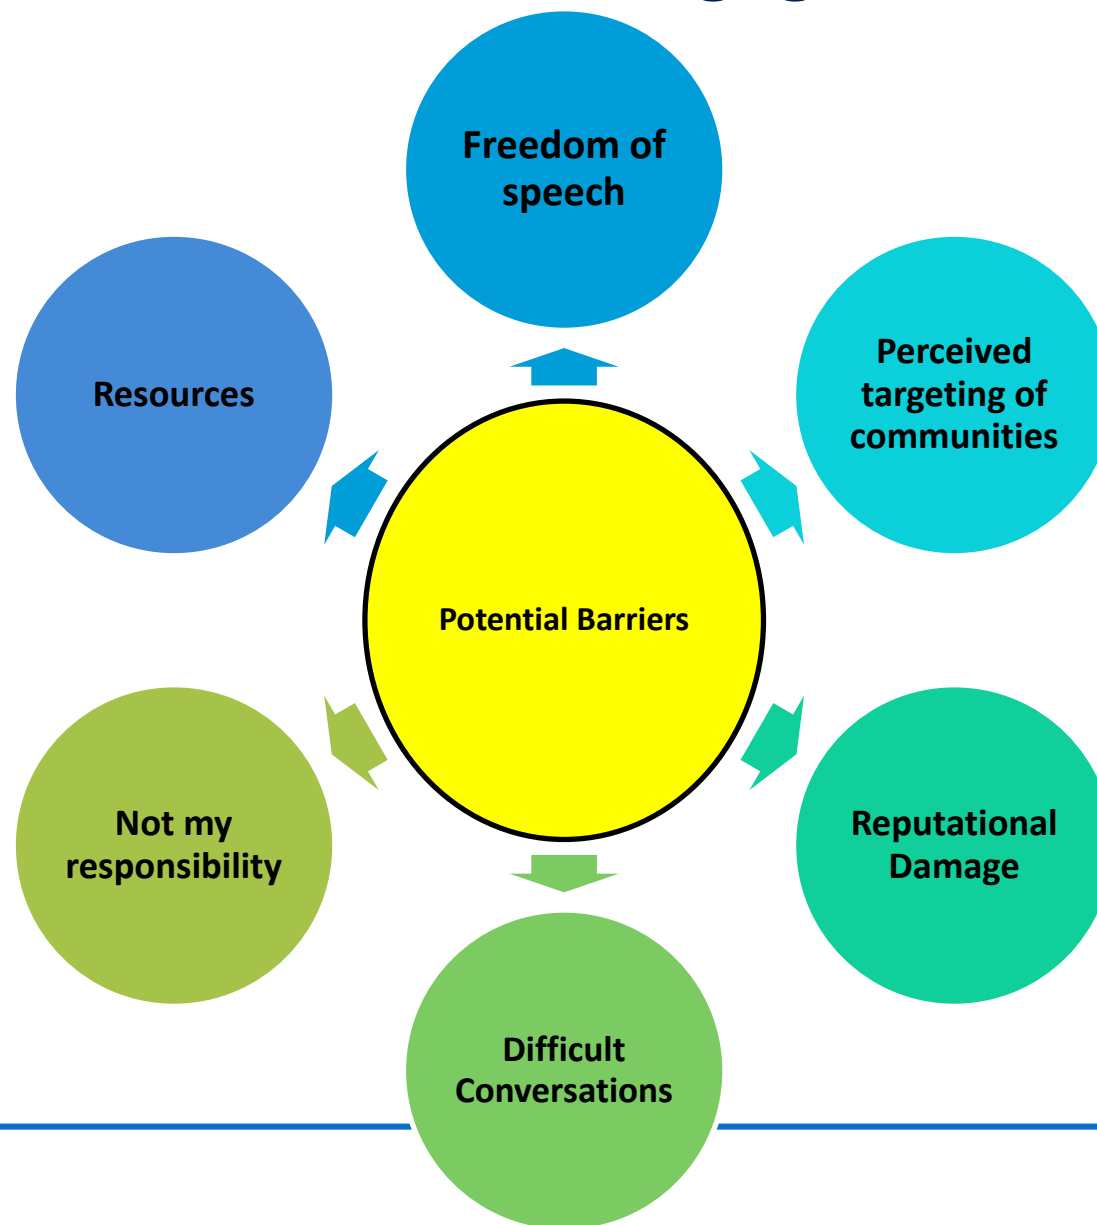 Freedom of
speech
Perceived
targeting of
communities
Reputational
Damage
Difficult
Conversations
Not my
responsibility
Resources
Potential Barriers